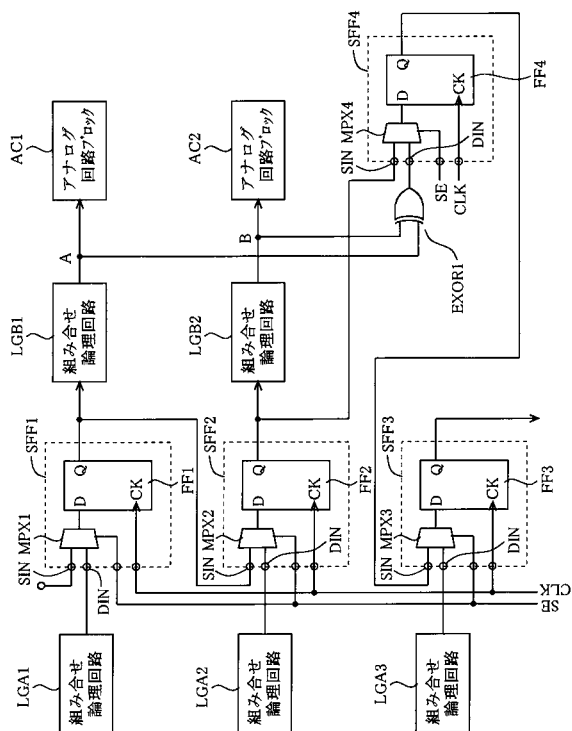 LGA1
組み合せ
論理回路
SIN
MPX1
SFF1
D
Q
CK
FF1
DIN
LGB1
組み合せ
論理回路
A
AC1
アナログ
回路ブロック
LGA2
組み合せ
論理回路
SIN
MPX2
SFF2
D
Q
CK
FF2
DIN
LGB2
組み合せ
論理回路
B
AC2
アナログ
回路ブロック
LGA3
組み合せ
論理回路
SIN
MPX3
SFF3
D
Q
CK
FF3
DIN
SE
CLK
EXOR1
SIN
MPX4
SFF4
D
Q
CK
FF4
DIN
SE
CLK